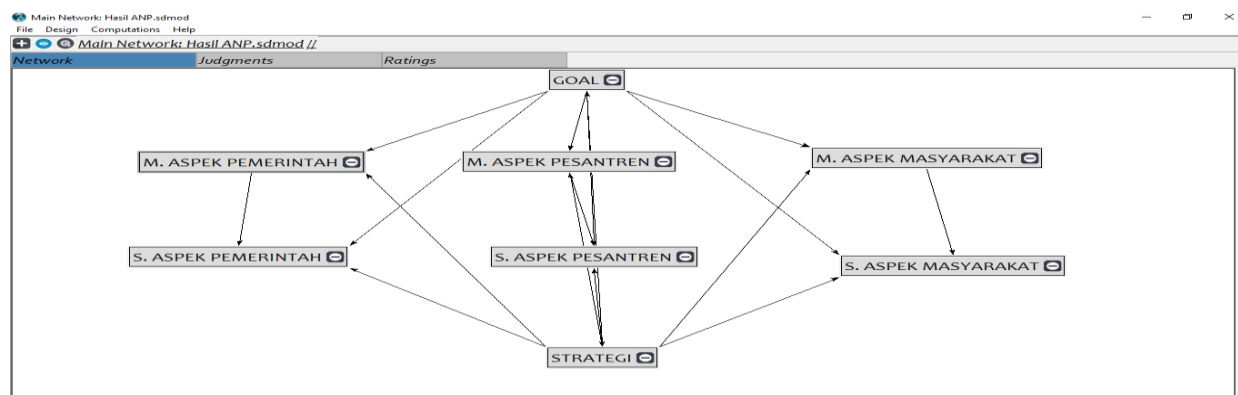 Main Network: Hasil ANP.sdmod
File Design Computations Help
Main Network: Hasil ANP.sdmod //
Network Judgments Ratings
GOAL
M. ASPEK PEMERINTAH M. ASPEK PESANTREN M. ASPEK MASYARAKAT
S. ASPEK PEMERINTAH S. ASPEK PESANTREN S. ASPEK MASYARAKAT
STRATEGI